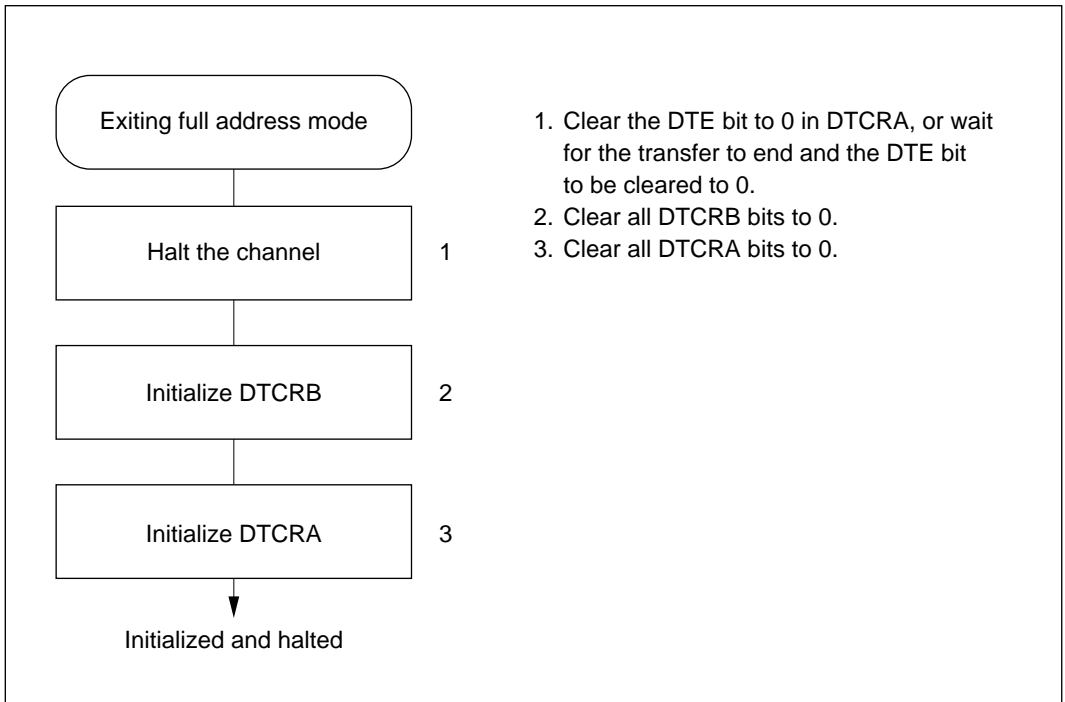 Exiting full address mode
Halt the channel 1
Initialize DTCRB 2
Initialize DTCRA 3
Initialized and halted
1. Clear the DTE bit to 0 in DTCRA, or wait
for the transfer to end and the DTE bit
to be cleared to 0.
2. Clear all DTCRB bits to 0.
3. Clear all DTCRA bits to 0.